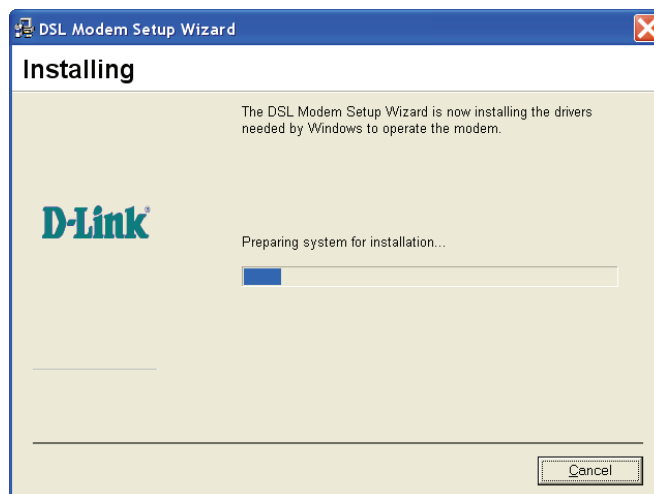 DSL Modem Setup Wizard
Installing
The DSL Modem Setup Wizard is now installing the drivers
needed by Windows to operate the modem.
D-Link®
Preparing system for installation...
Cancel